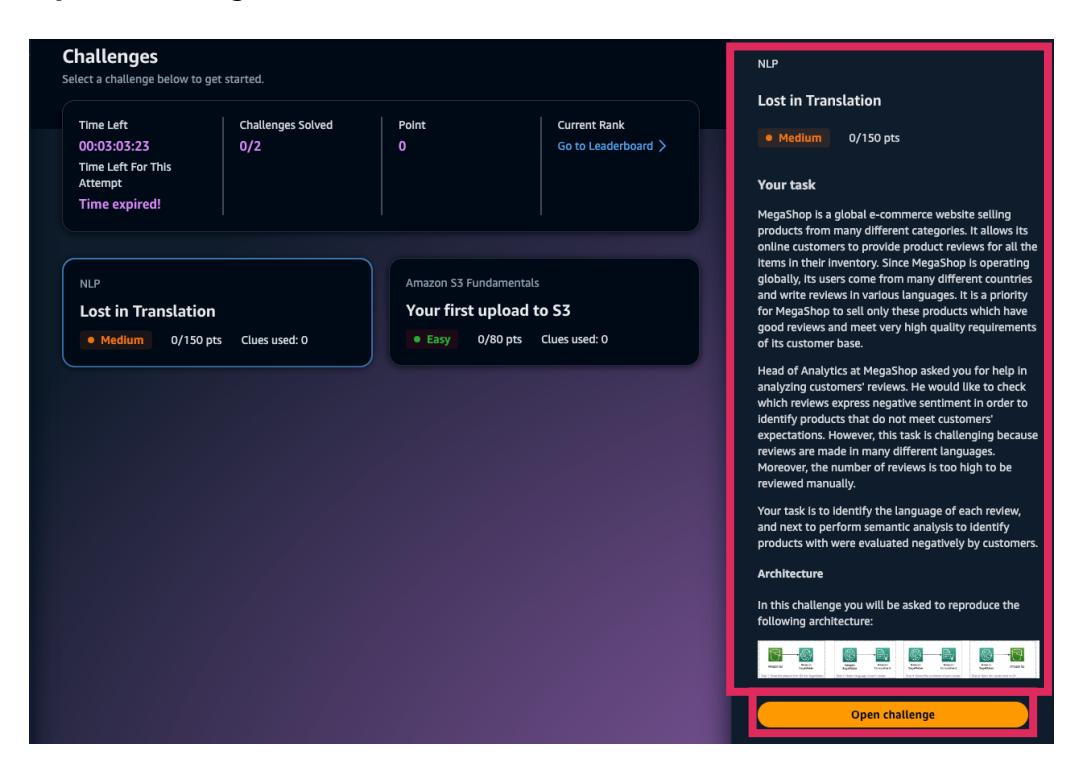 Challenges
Select a challenge below to get started.
Time Left
00:03:03:23
Time Left For This
Attempt
Time expired!
Challenges Solved
0/2
Point
0
Current Rank
Go to Leaderboard
NLP
Lost in Translation
Medium 0/150 pts Clues used: 0
Amazon S3 Fundamentals
Your first upload to S3
Easy 0/80 pts Clues used: 0
NLP
Lost in Translation
Medium 0/150 pts
Your task
MegaShop is a global e-commerce website selling
products from many different categories. It allows its
online customers to provide product reviews for all the
items in their inventory. Since MegaShop is operating
globally, its users come from many different countries
and write reviews in various languages. It is a priority
for MegaShop to sell only these products which have
good reviews and meet very high quality requirements
of its customer base.
Head of Analytics at MegaShop asked you for help in
analyzing customers' reviews. He would like to check
which reviews express negative sentiment in order to
identify products that do not meet customers'
expectations. However, this task is challenging because
reviews are made in many different languages.
Moreover, the number of reviews is too high to be
reviewed manually.
Your task is to identify the language of each review,
and next to perform semantic analysis to identify
products with were evaluated negatively by customers.
Architecture
In this challenge you will be asked to reproduce the
following architecture:
Open challenge